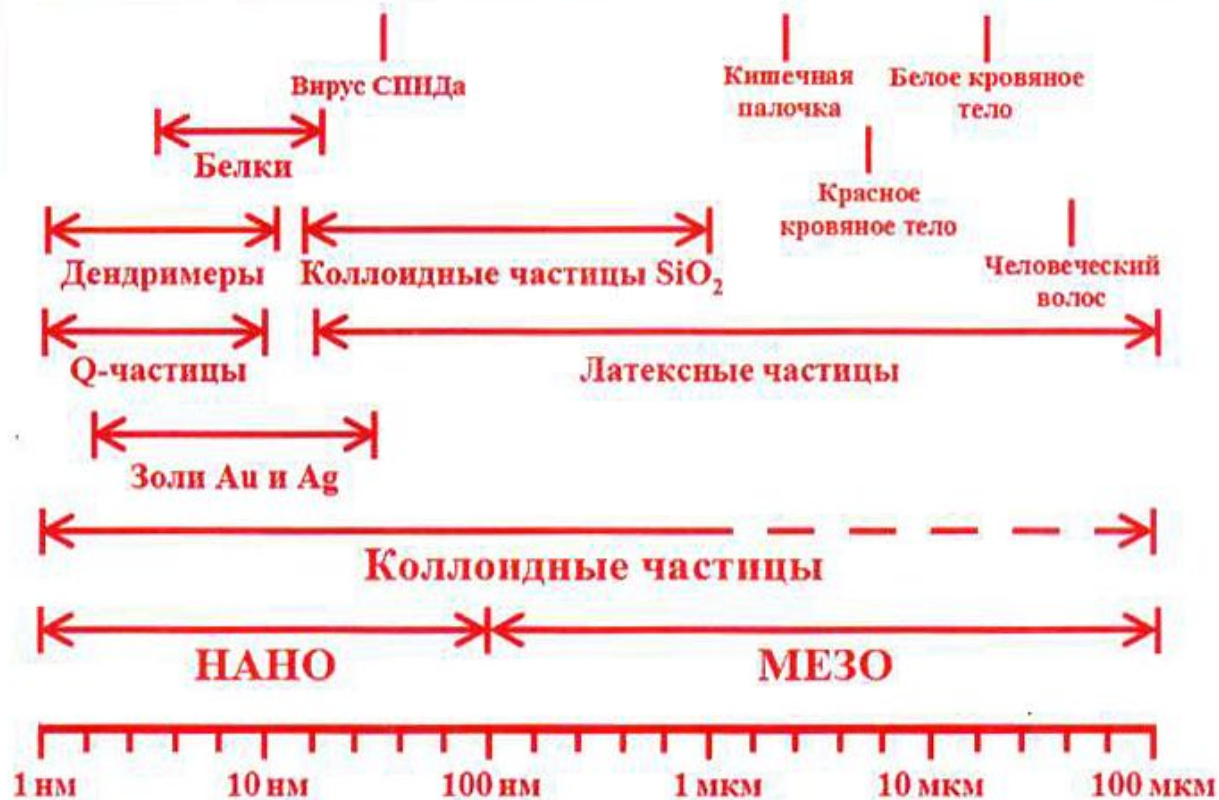 Вирус СПИДа
Кишечная
палочка
Белое кровяное
тело
Белки
Красное
кровяное тело
Дендримеры
Коллоидные частицы SiO₂
Человеческий
волос
Q-частицы
Латексные частицы
Золи Au и Ag
Коллоидные частицы
НАНО
МЕЗО
1 нм
10 нм
100 нм
1 мкм
10 мкм
100 мкм